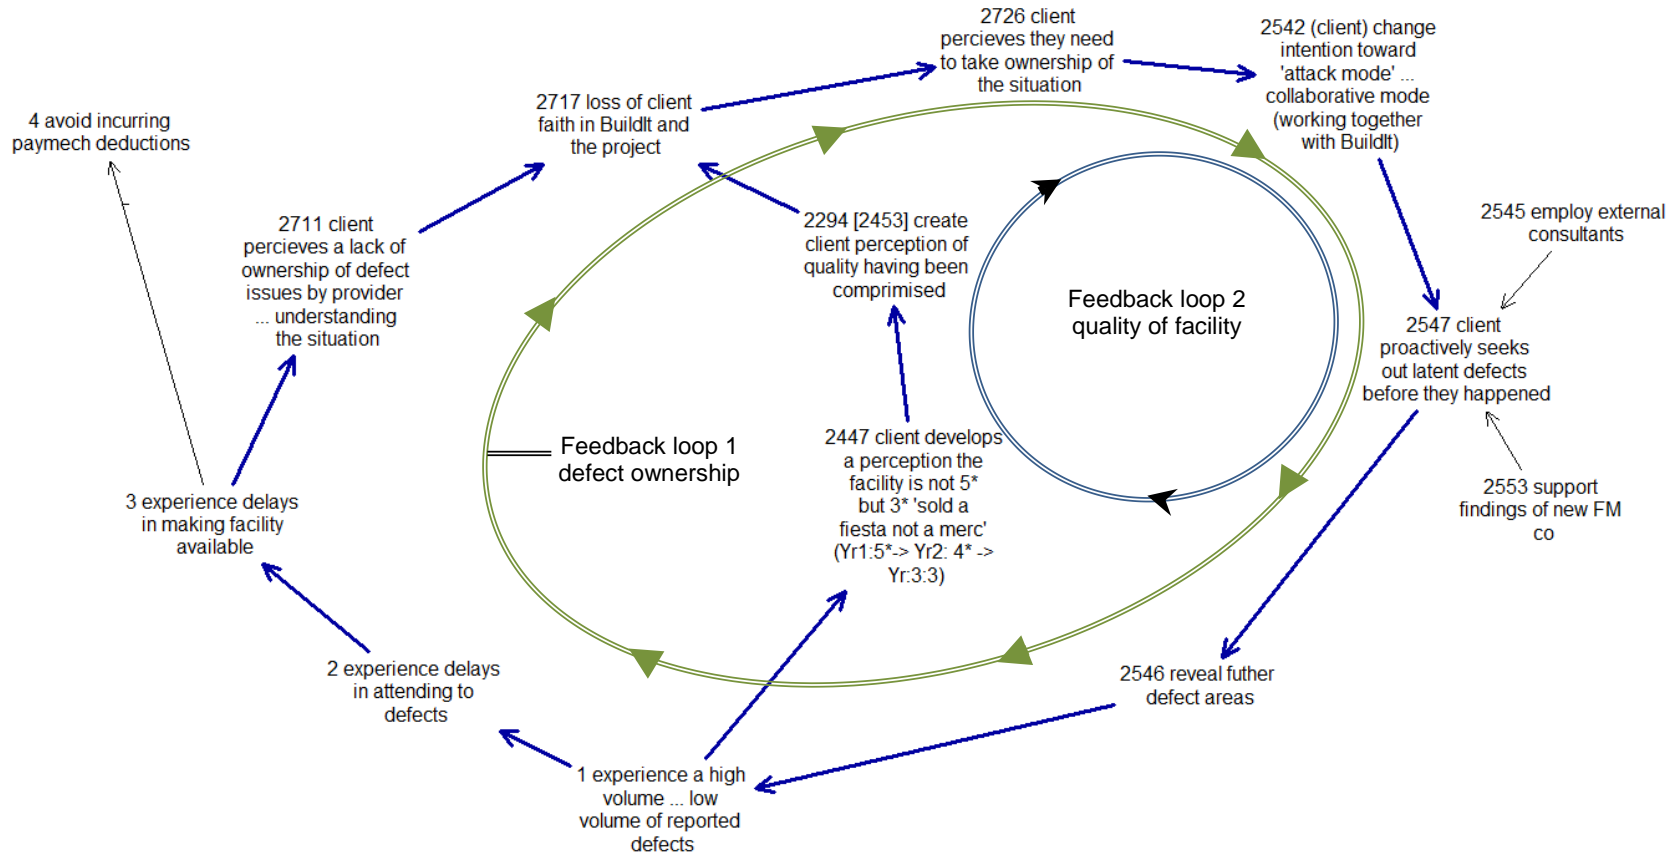 2726 client
percieves they need
to take ownership of
the situation
2542 (client) change
intention toward
'attack mode' ...
collaborative mode
(working together
with BuildIt)
2717 loss of client
faith in BuildIt and
the project
4 avoid incurring
paymech deductions
2711 client
percieves a lack of
ownership of defect
issues by provider
... understanding
the situation
2294 [2453] create
client perception of
quality having been
comprimised
2545 employ external
consultants
Feedback loop 2
quality of facility
2547 client
proactively seeks
out latent defects
before they happened
Feedback loop 1
defect ownership
2447 client develops
a perception the
facility is not 5*
but 3* 'sold a
fiesta not a merc'
(Yr1:5*-> Yr2: 4* ->
Yr:3:3)
3 experience delays
in making facility
available
2553 support
findings of new FM
co
2 experience delays
in attending to
defects
2546 reveal futher
defect areas
1 experience a high
volume ... low
volume of reported
defects